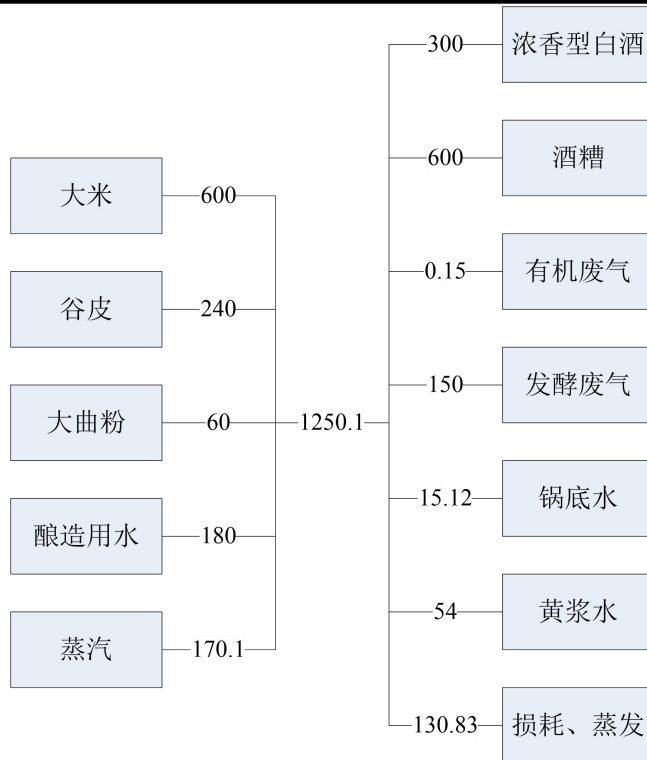 大米
600
谷皮
240
大曲粉
60
酿造用水
180
蒸汽
170.1
1250.1
300
浓香型白酒
600
酒糟
0.15
有机废气
150
发酵废气
15.12
锅底水
54
黄浆水
130.83
损耗、蒸发